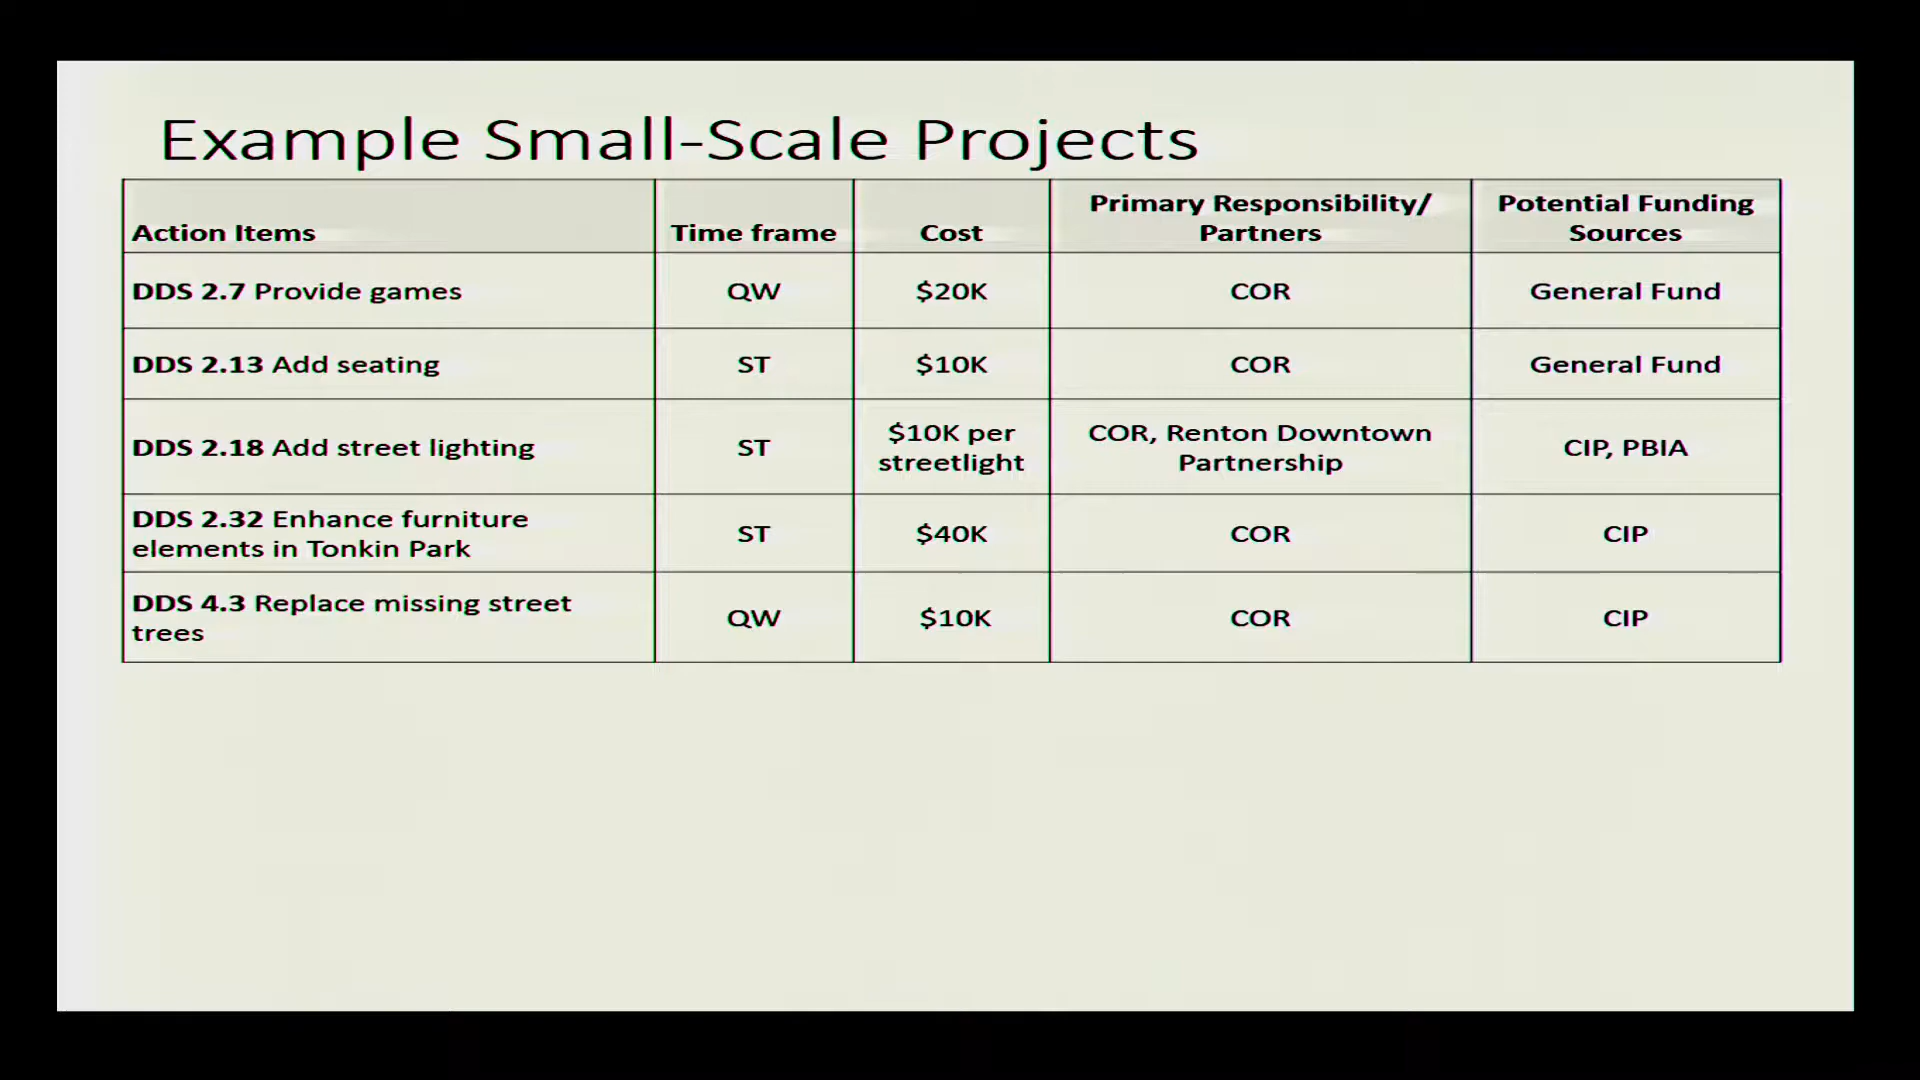 Example Small-Scale Projects
Action Items
Time frame
Cost
Primary Responsibility/
Partners
Potential Funding
Sources
DDS 2.7 Provide games
QW
$20K
COR
General Fund
DDS 2.13 Add seating
ST
$10K
COR
General Fund
DDS 2.18 Add street lighting
ST
$10K per
streetlight
COR, Renton Downtown
Partnership
CIP, PBIA
DDS 2.32 Enhance furniture
elements in Tonkin Park
ST
$40K
COR
CIP
DDS 4.3 Replace missing street
trees
QW
$10K
COR
CIP